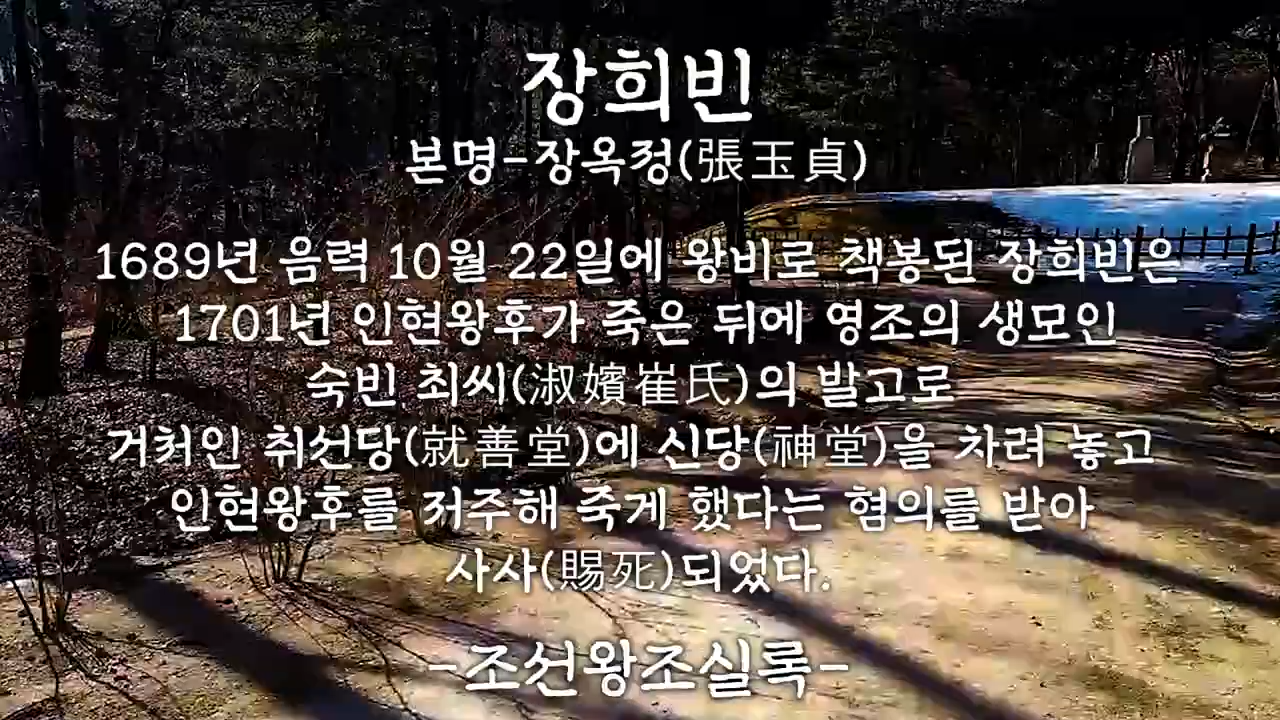 장희빈
본명-장옥정(張玉貞)
1689년 음력 10월 22일에 왕비로 책봉된 장희빈은
1701년 인현왕후가 죽은 뒤에 영조의 생모인
숙빈 최씨(淑嬪崔氏)의 발고로
거처인 취선당(就善堂)에 신당(神堂)을 차려 놓고
인현왕후를 저주해 죽게 했다는 혐의를 받아
사사(賜死)되었다.
-조선왕조실록-